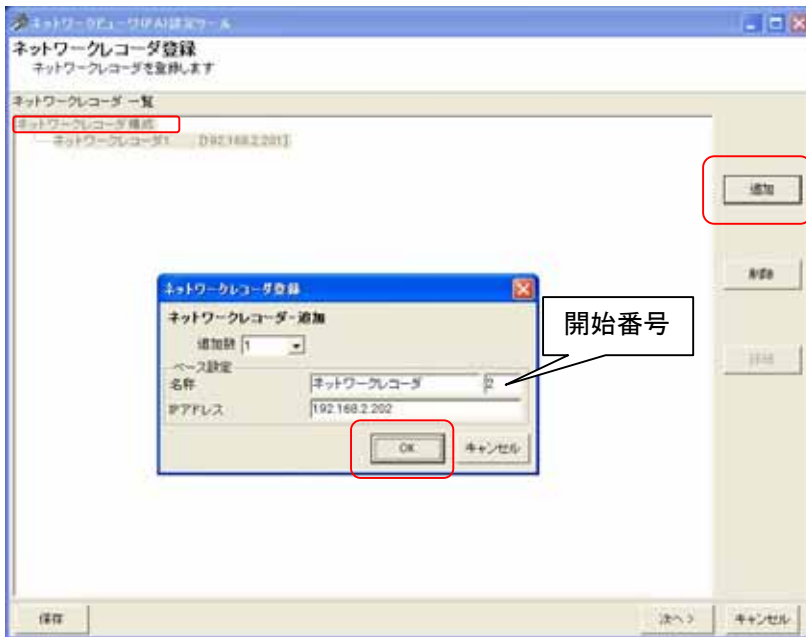 ネットワークビューワ(FA)設定ツール
ネットワークレコーダ登録
ネットワークレコーダを登録します
ネットワークレコーダ 一覧
ネットワークレコーダ 構成
ネットワークレコーダ1 [192.168.2.201]
追加
削除
詳細
ネットワークレコーダ登録
ネットワークレコーダ-追加
追加数 1
ベース設定
名称 ネットワークレコーダ 2
IPアドレス 192.168.2.202
OK キャンセル
開始番号
保存 次へ > キャンセル